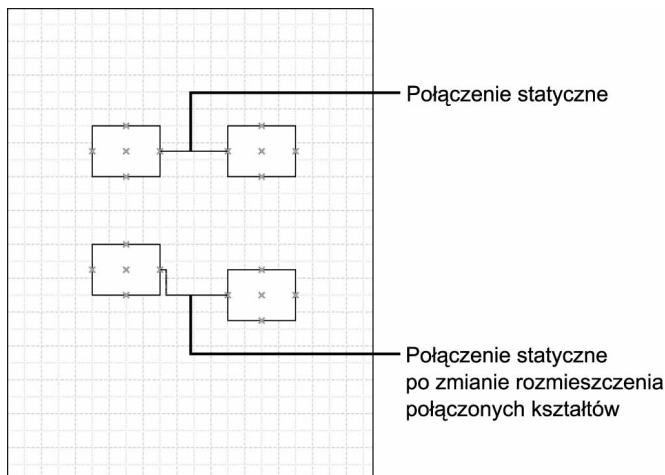 Połączenie statyczne
Połączenie statyczne
po zmianie rozmieszczenia
połączonych kształtów